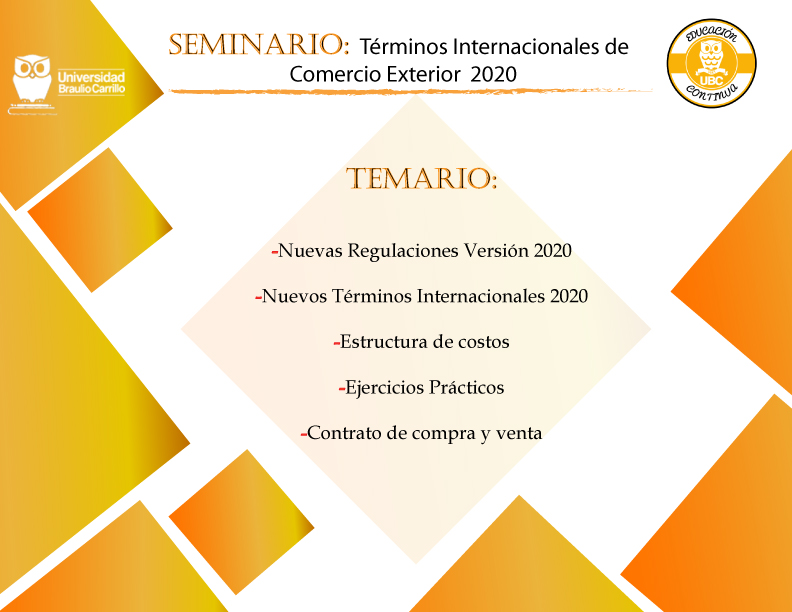 SEMINARIO: Términos Internacionales de
Comercio Exterior 2020
Universidad
Braulio Carrillo
EDUCACIÓN
UBC
CONTINUA
TEMARIO:
-Nuevas Regulaciones Versión 2020
-Nuevos Términos Internacionales 2020
-Estructura de costos
-Ejercicios Prácticos
-Contrato de compra y venta